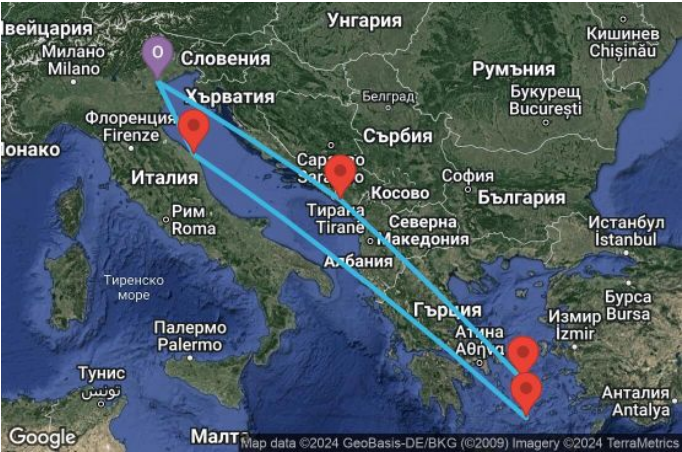 Унгария
Швейцария
Кишинев
Chișinău
Милано
Milano
О
Словения
Румъния
Хърватия
Белград
Букурещ
București
Флоренция
Firenze
Сърбия
Монако
Сараево
Sarajevo
Италия
София
Косово
България
Рим
Roma
Тирана
Tiranë
Северна
Македония
Истанбул
İstanbul
Албания
Тиренско
море
Гърция
Бурса
Bursa
Измир
İzmir
Палермо
Palermo
Атина
Αθήνα
Тунис
تونس
Анталия
Antalya
Google
Малта
Map data ©2024 GeoBasis-DE/BKG (©2009) Imagery ©2024 TerraMetrics